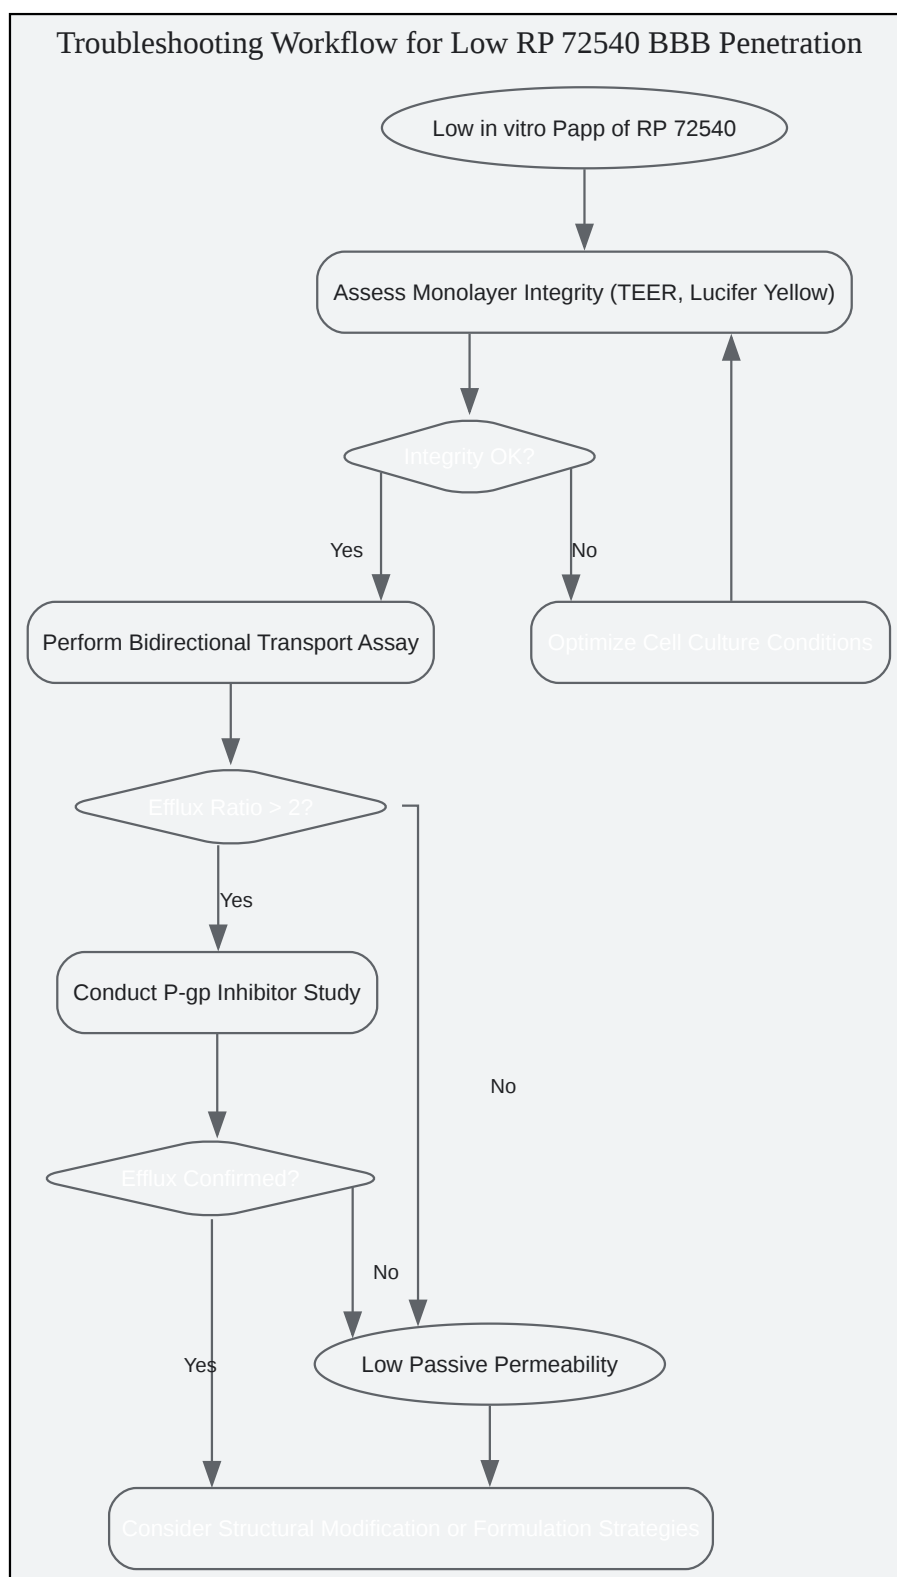 Troubleshooting Workflow for Low RP 72540 BBB Penetration
Low in vitro Papp of RP 72540
Assess Monolayer Integrity (TEER, Lucifer Yellow)
Integrity OK?
Yes
No
Perform Bidirectional Transport Assay
Optimize Cell Culture Conditions
Efflux Ratio > 2?
Yes
Conduct P-gp Inhibitor Study
No
Efflux Confirmed?
No
Yes
Low Passive Permeability
Consider Structural Modification or Formulation Strategies